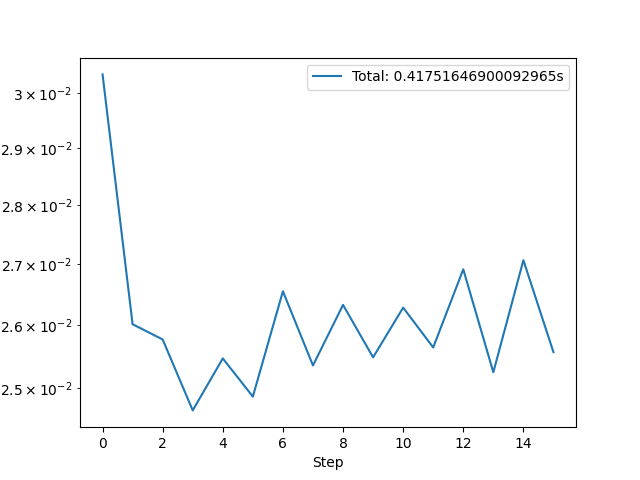 Total: 0.41751646900092965s
3 × 10⁻²
2.9 × 10⁻²
2.8 × 10⁻²
2.7 × 10⁻²
2.6 × 10⁻²
2.5 × 10⁻²
0 2 4 6 8 10 12 14
Step